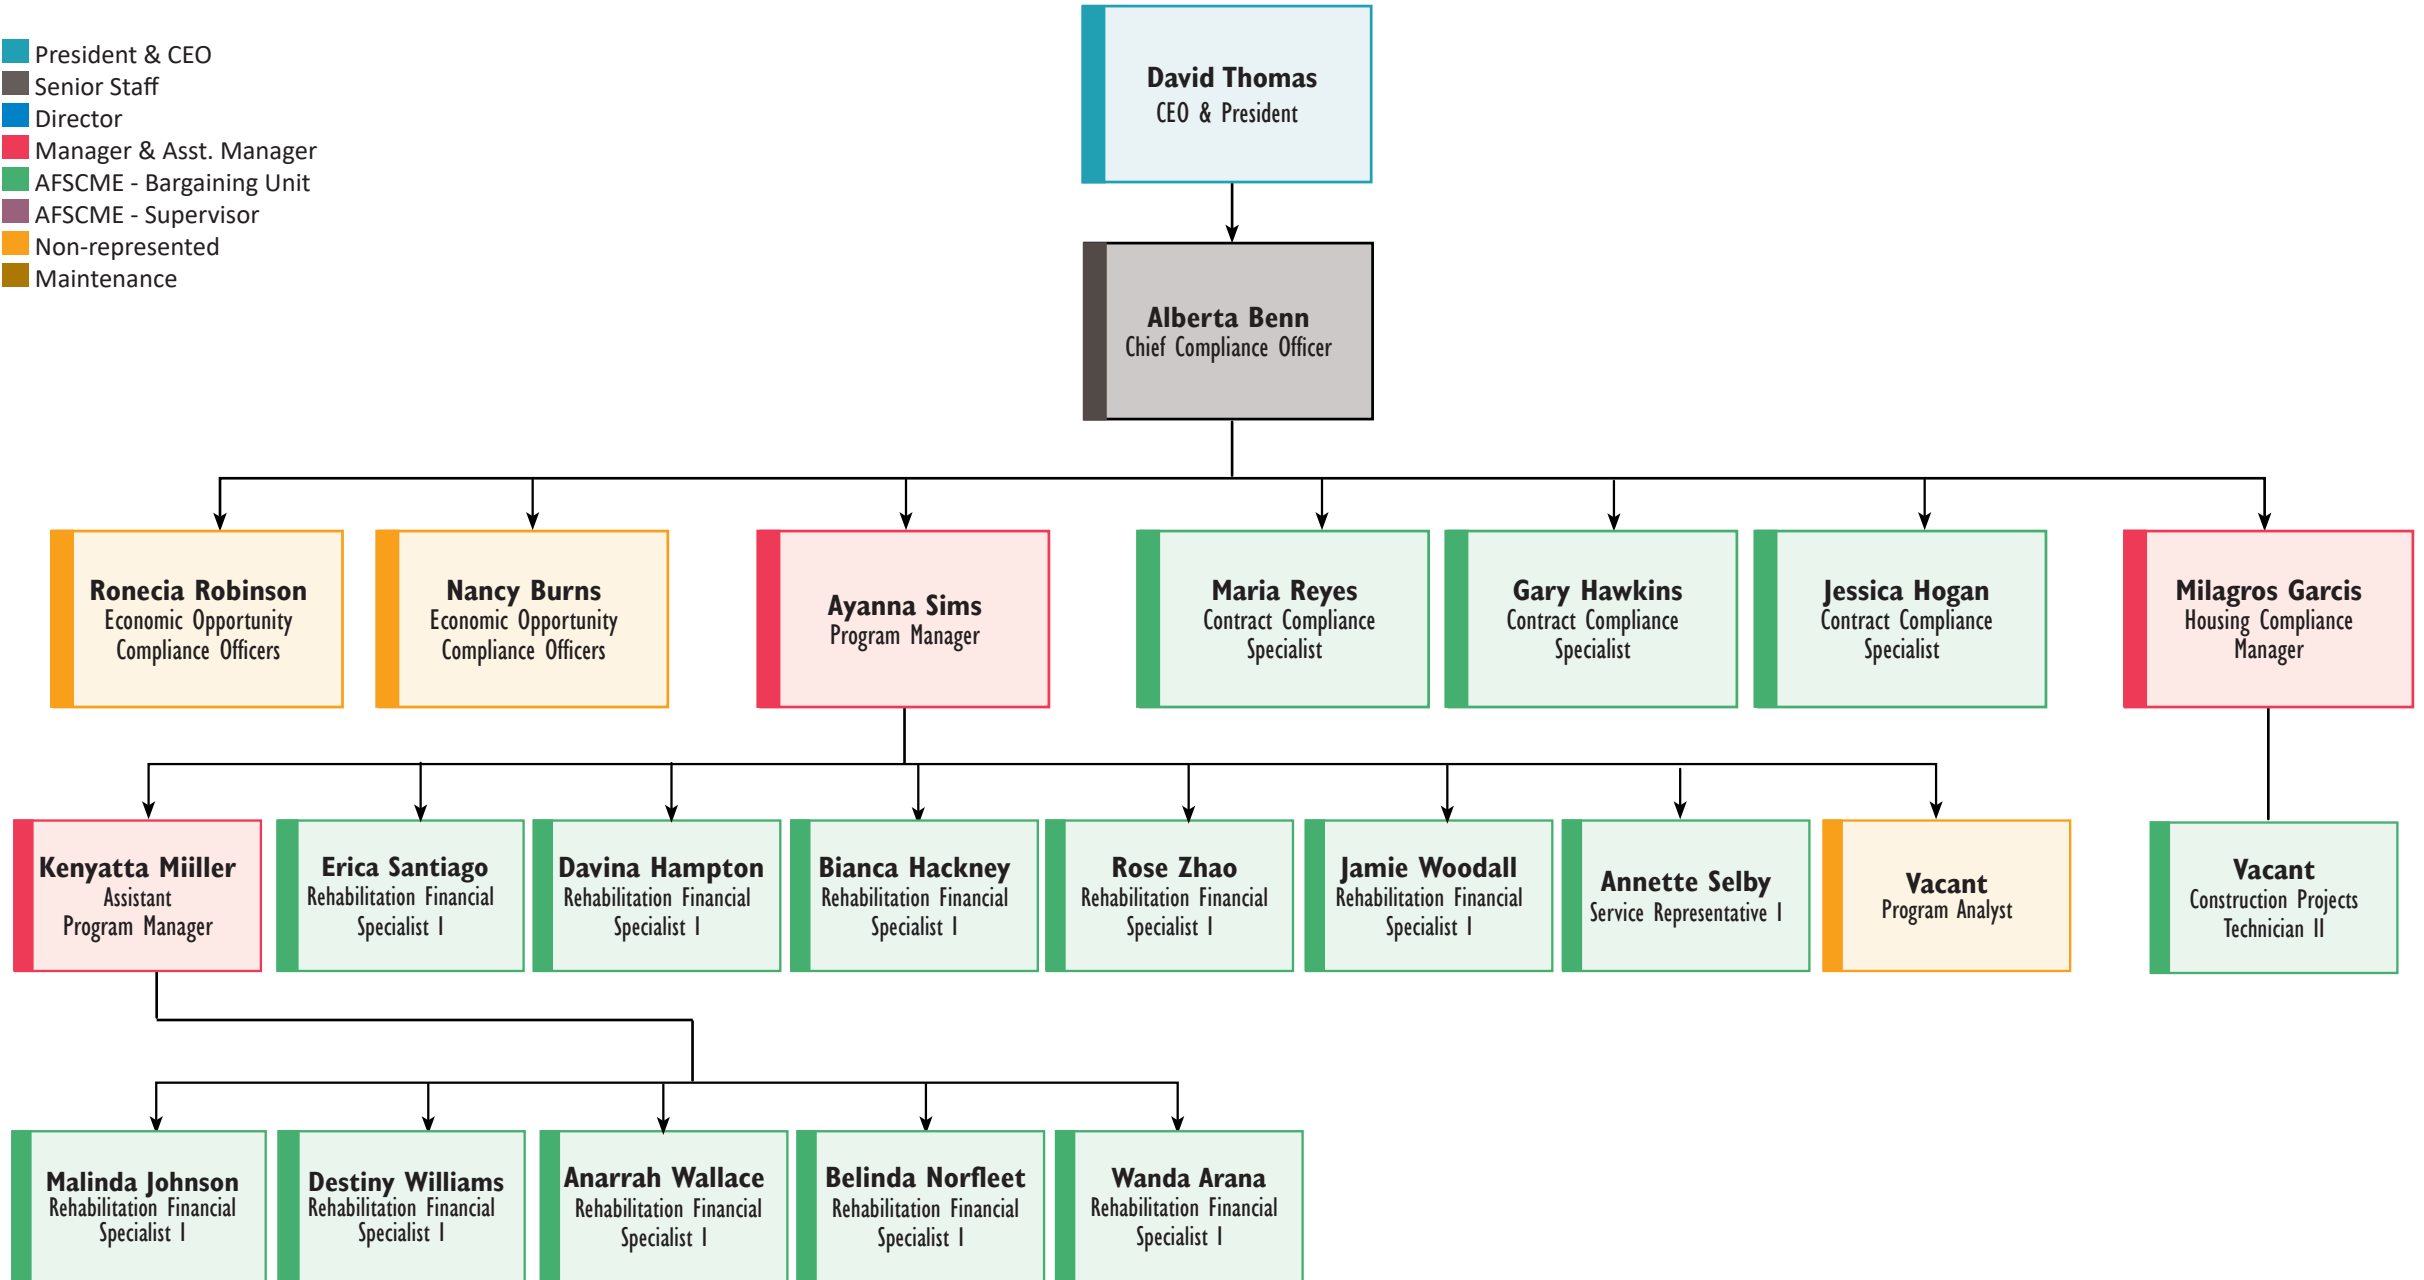 President & CEO
Senior Staff
Director
Manager & Asst. Manager
AFSCME - Bargaining Unit
AFSCME - Supervisor
Non-represented
Maintenance
David Thomas
CEO & President
Alberta Benn
Chief Compliance Officer
Ronecia Robinson
Economic Opportunity
Compliance Officers
Nancy Burns
Economic Opportunity
Compliance Officers
Ayanna Sims
Program Manager
Maria Reyes
Contract Compliance
Specialist
Gary Hawkins
Contract Compliance
Specialist
Jessica Hogan
Contract Compliance
Specialist
Milagros Garcis
Housing Compliance
Manager
Kenyatta Miiller
Assistant
Program Manager
Erica Santiago
Rehabilitation Financial
Specialist I
Davina Hampton
Rehabilitation Financial
Specialist I
Bianca Hackney
Rehabilitation Financial
Specialist I
Rose Zhao
Rehabilitation Financial
Specialist I
Jamie Woodall
Rehabilitation Financial
Specialist I
Annette Selby
Service Representative I
Vacant
Program Analyst
Vacant
Construction Projects
Technician II
Malinda Johnson
Rehabilitation Financial
Specialist I
Destiny Williams
Rehabilitation Financial
Specialist I
Anarrah Wallace
Rehabilitation Financial
Specialist I
Belinda Norfleet
Rehabilitation Financial
Specialist I
Wanda Arana
Rehabilitation Financial
Specialist I